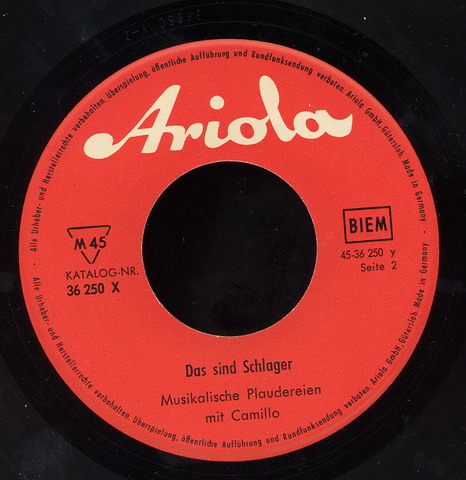 Alle Urheber- und Herstellerrechte vorbehalten. Überspielung, öffentliche Aufführung und Rundfunksendung verboten. Ariola GmbH., Gütersloh. Made in Germany
Ariola
M 45
KATALOG-NR.
36 250 X
BIEM
45-36 250 y
Seite 2
Das sind Schlager
Musikalische Plaudereien
mit Camillo
Alle Urheber- und Herstellerrechte vorbehalten. Überspielung, öffentliche Aufführung und Rundfunksendung verboten. Ariola GmbH., Gütersloh. Made in Germany